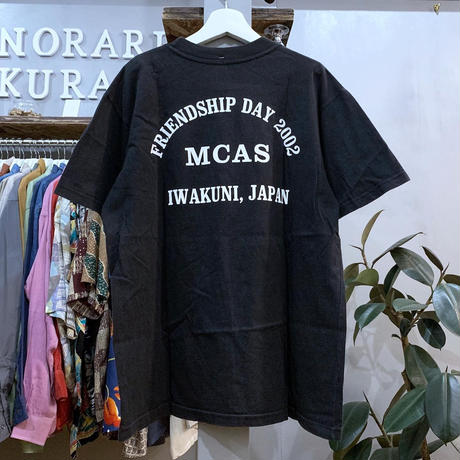 NORARI
KURA
FRIENDSHIP DAY 2002
MCAS
IWAKUNI, JAPAN